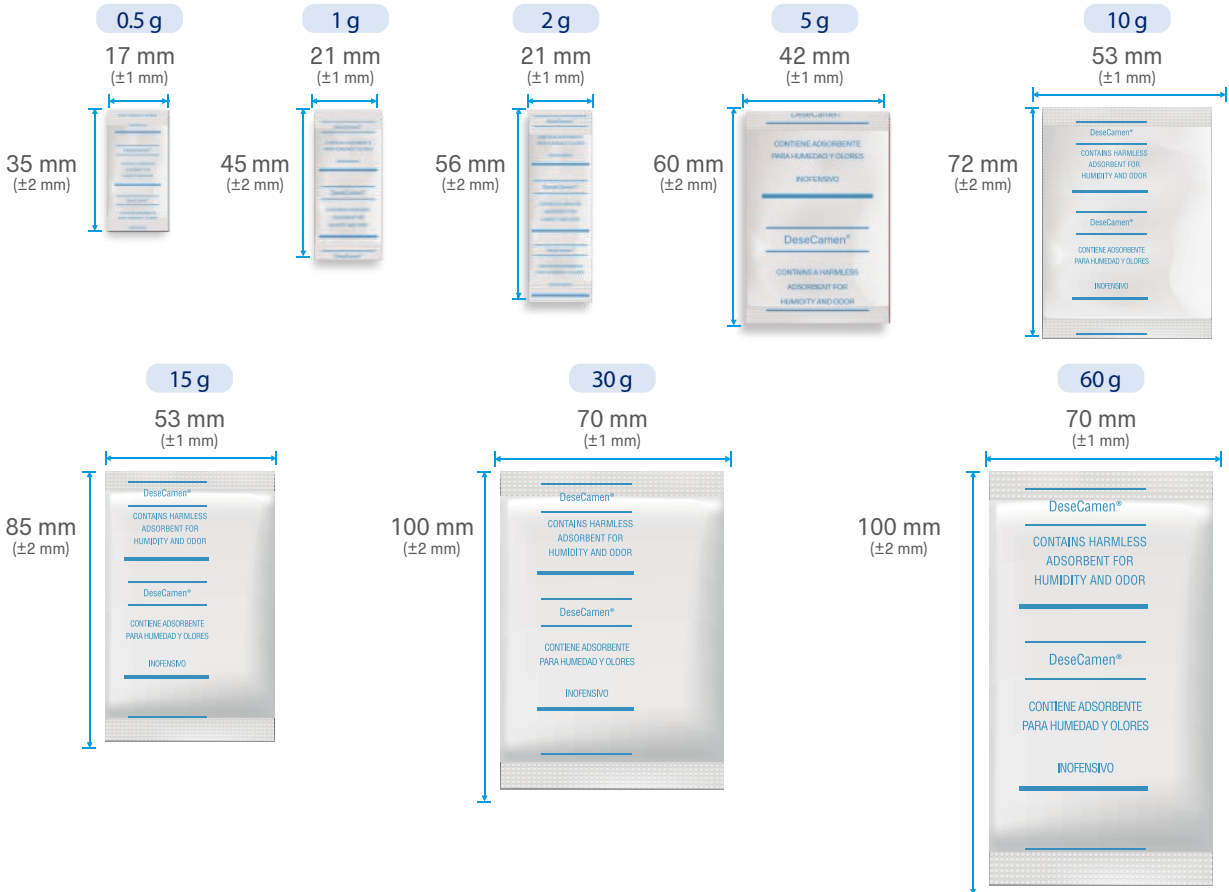 0.5 g
17 mm
(±1 mm)
35 mm
(±2 mm)
1 g
21 mm
(±1 mm)
45 mm
(±2 mm)
DeseCamen®
2 g
21 mm
(±1 mm)
56 mm
(±2 mm)
5 g
42 mm
(±1 mm)
60 mm
(±2 mm)
DeseCamen®
CONTIENE ADSORBENTE
PARA HUMEDAD Y OLORES
INOFENSIVO
DeseCamen®
CONTAINS A HARMLESS
ADSORBENT FOR
HUMIDITY AND ODOR
10 g
53 mm
(±1 mm)
72 mm
(±2 mm)
DeseCamen®
CONTAINS HARMLESS
ADSORBENT FOR
HUMIDITY AND ODOR
DeseCamen®
CONTIENE ADSORBENTE
PARA HUMEDAD Y OLORES
INOFENSIVO
15 g
53 mm
(±1 mm)
85 mm
(±2 mm)
DeseCamen®
CONTAINS HARMLESS
ADSORBENT FOR
HUMIDITY AND ODOR
DeseCamen®
CONTIENE ADSORBENTE
PARA HUMEDAD Y OLORES
INOFENSIVO
30 g
70 mm
(±1 mm)
100 mm
(±2 mm)
DeseCamen®
CONTAINS HARMLESS
ADSORBENT FOR
HUMIDITY AND ODOR
DeseCamen®
CONTIENE ADSORBENTE
PARA HUMEDAD Y OLORES
INOFENSIVO
60 g
70 mm
(±1 mm)
100 mm
(±2 mm)
DeseCamen®
CONTAINS HARMLESS
ADSORBENT FOR
HUMIDITY AND ODOR
DeseCamen®
CONTIENE ADSORBENTE
PARA HUMEDAD Y OLORES
INOFENSIVO